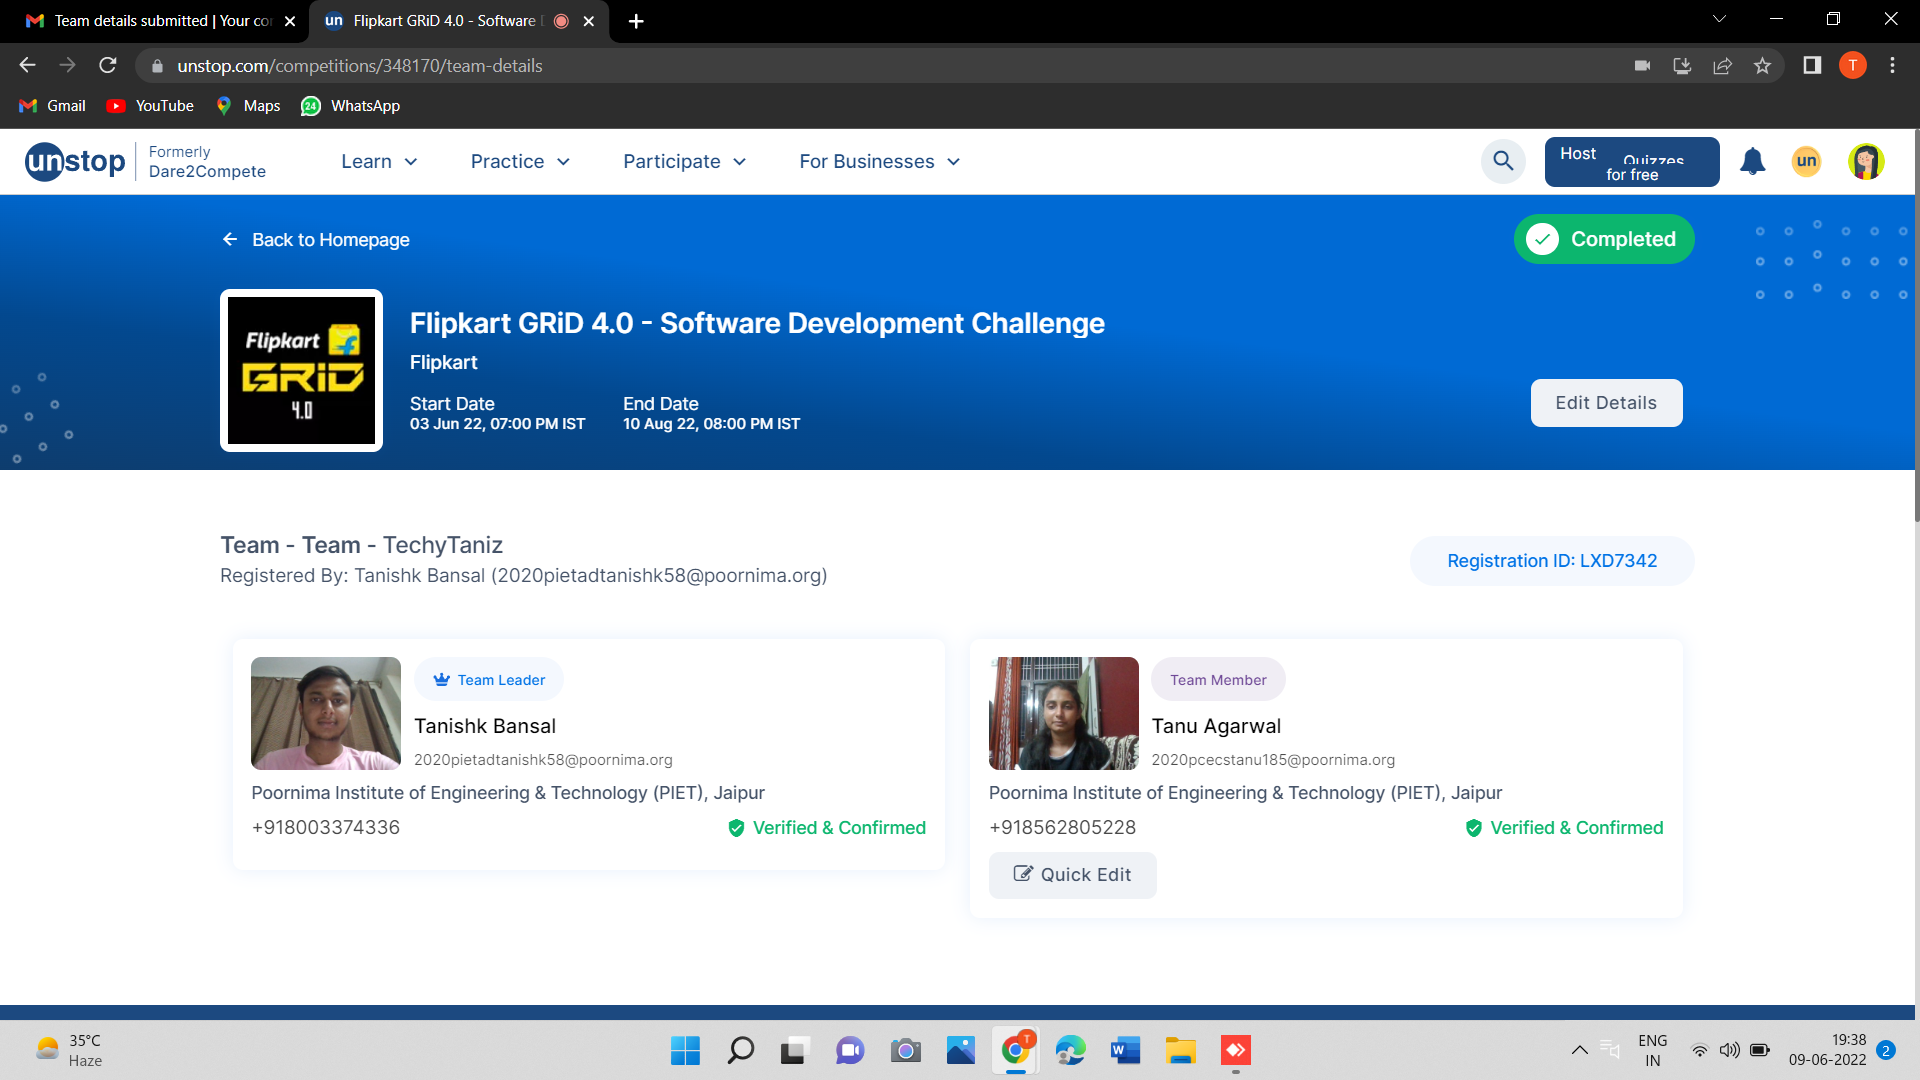 Team details submitted | Your co
un Flipkart GRiD 4.0 - Software
unstop.com/competitions/348170/team-details
T
Gmail YouTube 24 Maps WhatsApp
unstop Formerly
Dare2Compete
Learn Practice Participate For Businesses
Host Quizzes
for free
un
Back to Homepage
Completed
Flipkart
GRiD
4.0
Flipkart GRiD 4.0 - Software Development Challenge
Flipkart
Start Date End Date
03 Jun 22, 07:00 PM IST 10 Aug 22, 08:00 PM IST
Edit Details
Team - Team - TechyTaniz
Registered By: Tanishk Bansal (2020pietadtanishk58@poornima.org)
Registration ID: LXD7342
Team Leader
Tanishk Bansal
2020pietadtanishk58@poornima.org
Poornima Institute of Engineering & Technology (PIET), Jaipur
+918003374336 Verified & Confirmed
Team Member
Tanu Agarwal
2020pcecstanu185@poornima.org
Poornima Institute of Engineering & Technology (PIET), Jaipur
+918562805228 Verified & Confirmed
Quick Edit
35°C
Haze
T
W
ENG
IN
19:38
09-06-2022
2